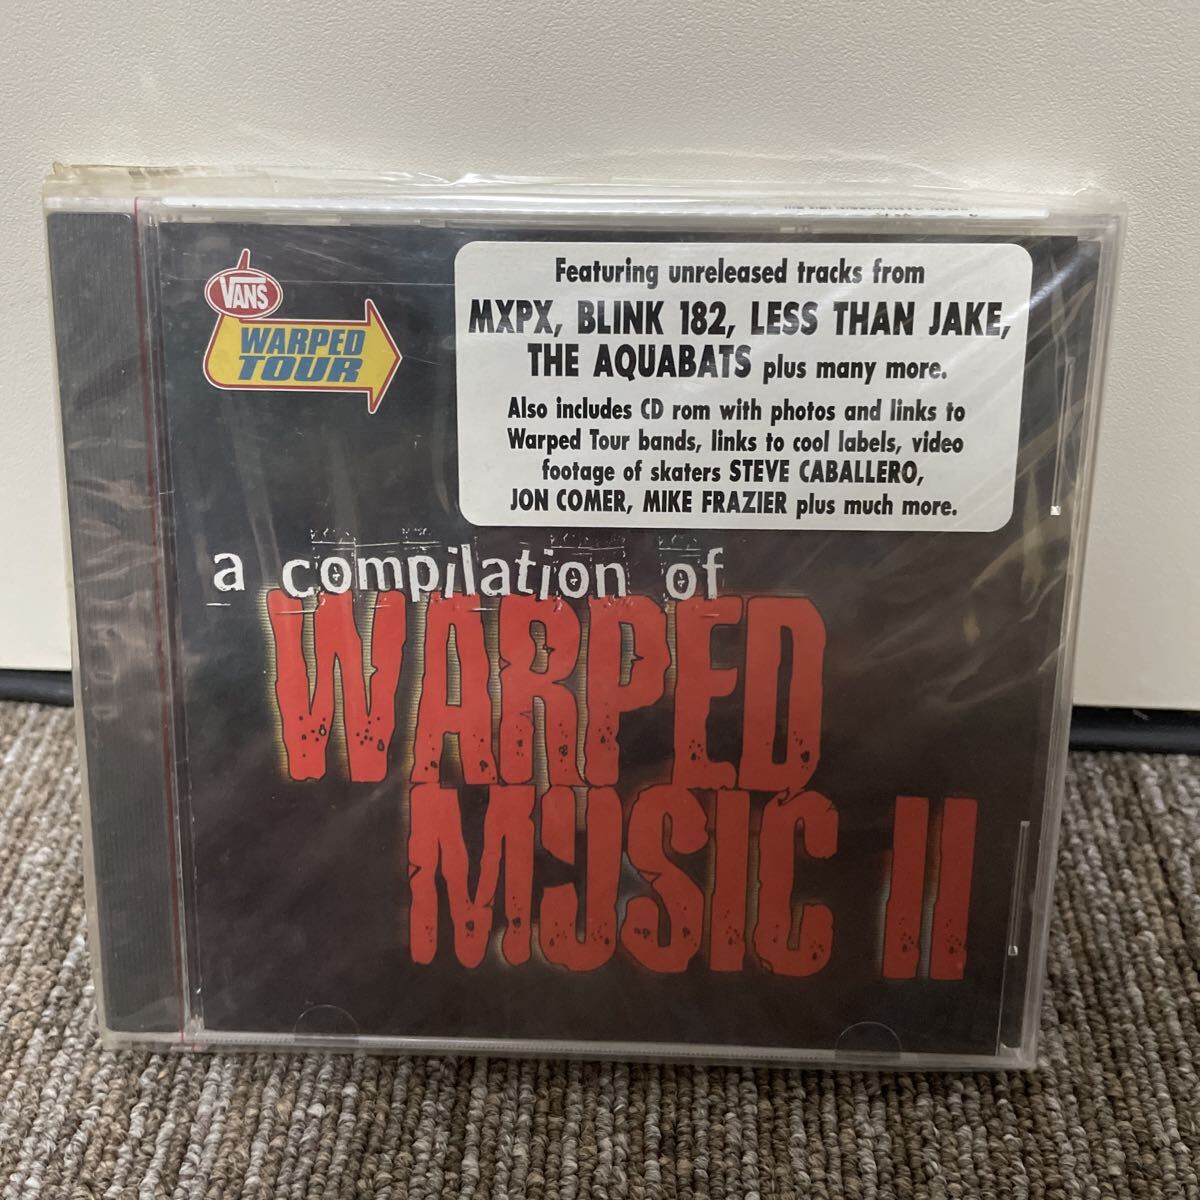 VANS
WARPED
TOUR
Featuring unreleased tracks from
MXPX, BLINK 182, LESS THAN JAKE,
THE AQUABATS plus many more.
Also includes CD rom with photos and links to
Warped Tour bands, links to cool labels, video
footage of skaters STEVE CABALLERO,
JON COMER, MIKE FRAZIER plus much more.
a compilation of
WARPED
MUSIC II